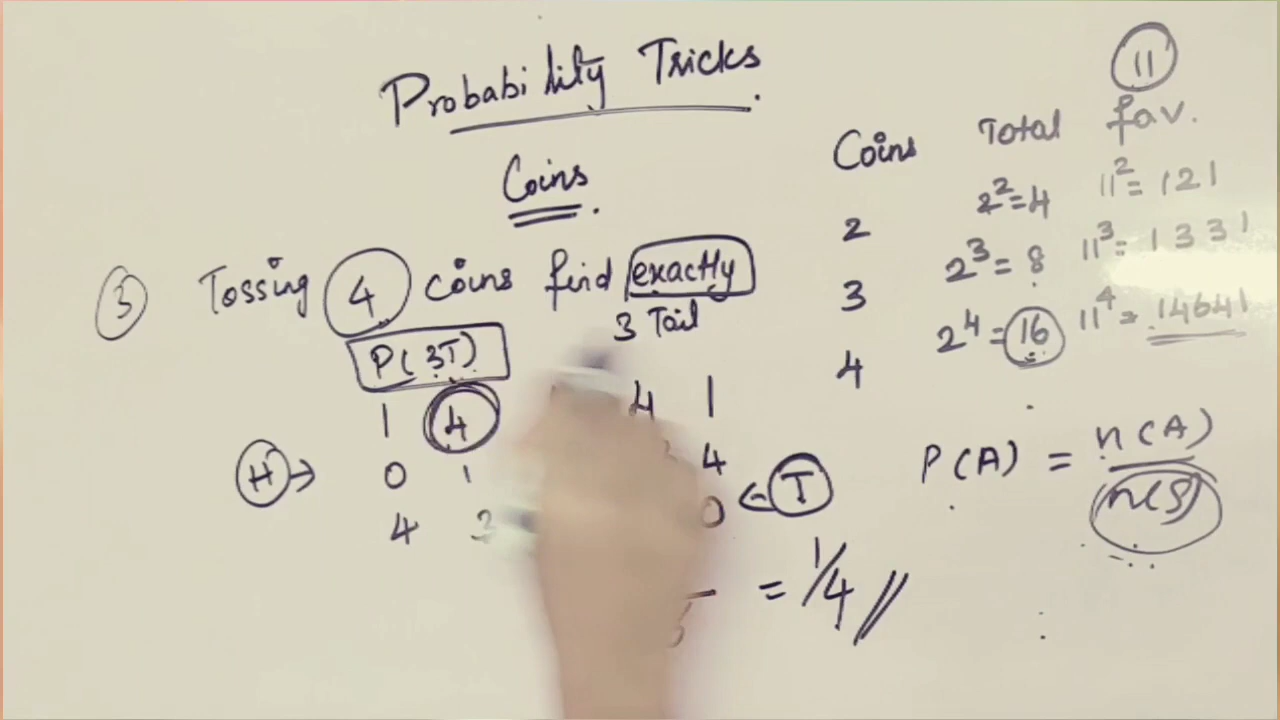 Probability Tricks
Coins
③ Tossing 4 coins find exactly
3 Tail
P(3T)
1 4 4 1
H → 0 1 4 ← T
4 3 0
= 1/4 //
11
Coins Total fav.
2 2² = 4 11² = 121
3 2³ = 8 11³ = 1331
4 2⁴ = 16 11⁴ = 14641
P(A) = n(A)/n(S)